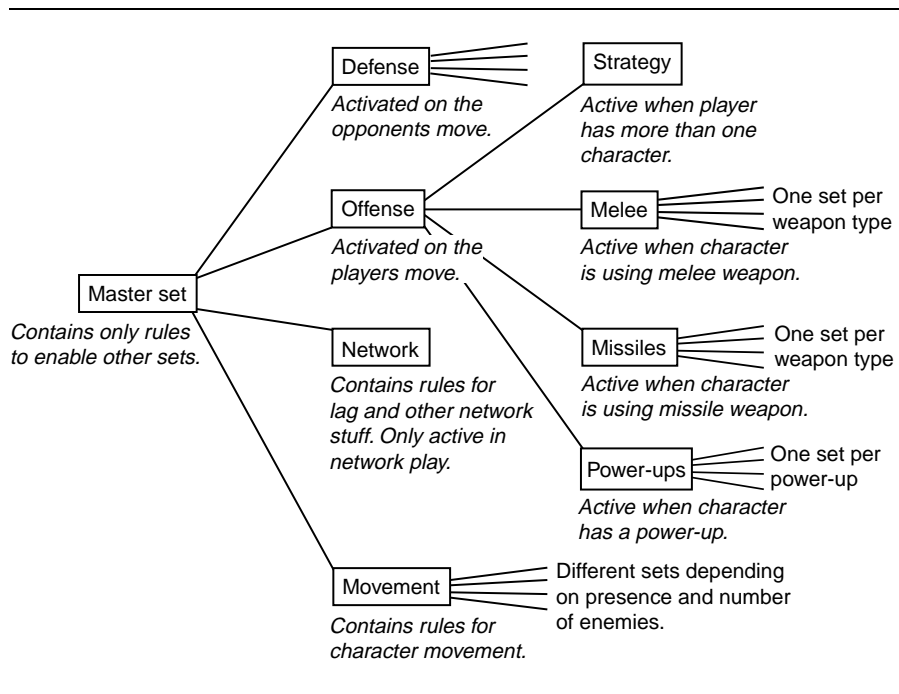 Defense
Activated on the
opponents move.
Strategy
Active when player
has more than one
character.
Offense
Activated on the
players move.
Melee
Active when character
is using melee weapon.
One set per
weapon type
Master set
Contains only rules
to enable other sets.
Network
Contains rules for
lag and other network
stuff. Only active in
network play.
Missiles
Active when character
is using missile weapon.
One set per
weapon type
Power-ups
Active when character
has a power-up.
One set per
power-up
Movement
Contains rules for
character movement.
Different sets depending
on presence and number
of enemies.